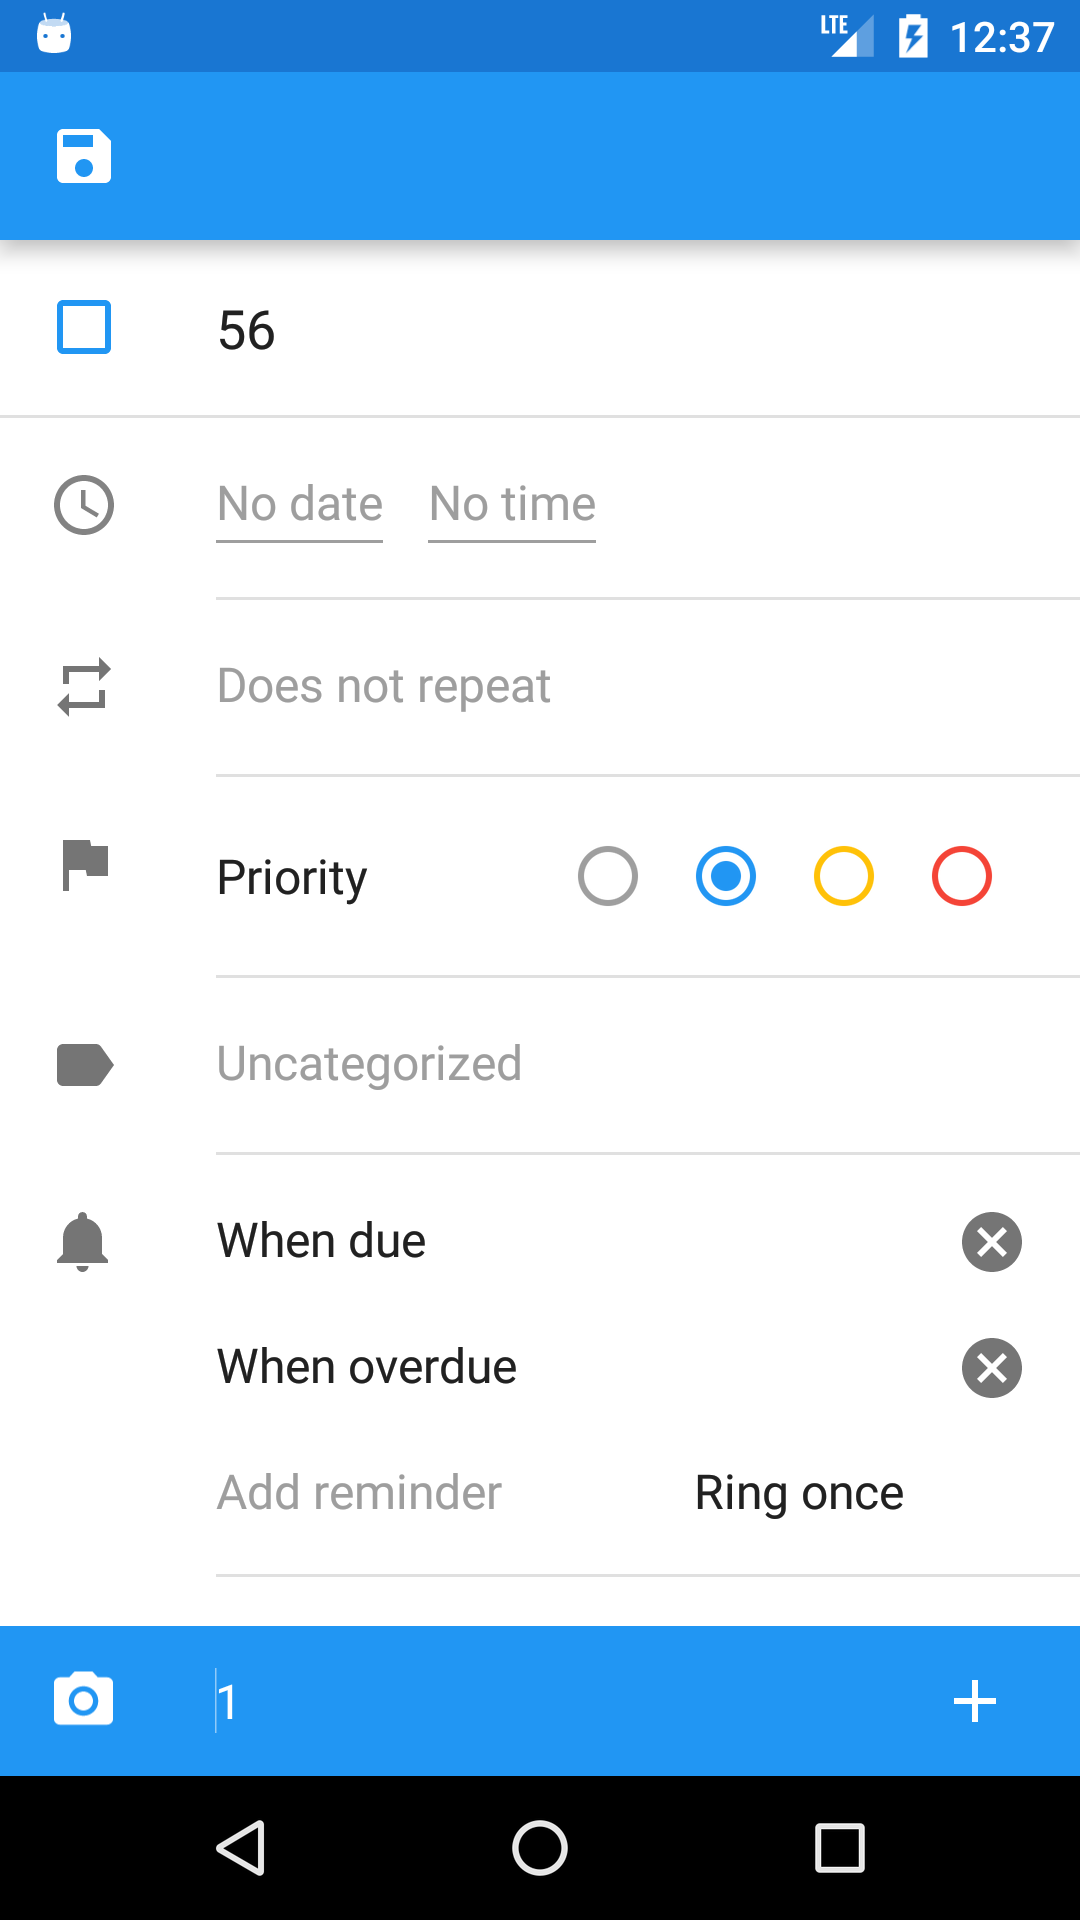 LTE 12:37
56
No date No time
Does not repeat
Priority
Uncategorized
When due
When overdue
Add reminder Ring once
1